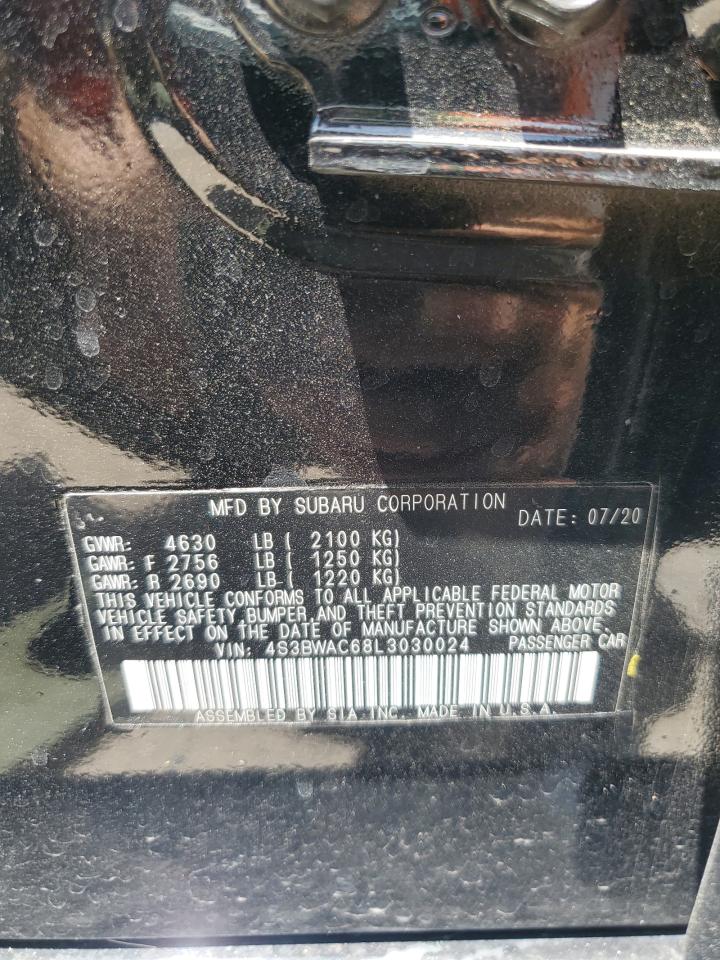 MFD BY SUBARU CORPORATION DATE: 07/20
GVWR: 4630 LB ( 2100 KG)
GAWR: F 2756 LB ( 1250 KG)
GAWR: R 2690 LB ( 1220 KG)
THIS VEHICLE CONFORMS TO ALL APPLICABLE FEDERAL MOTOR
VEHICLE SAFETY, BUMPER AND THEFT PREVENTION STANDARDS
IN EFFECT ON THE DATE OF MANUFACTURE SHOWN ABOVE.
VIN: 4S3BWAC68L3030024 PASSENGER CAR
ASSEMBLED BY SIA INC. MADE IN U.S.A.